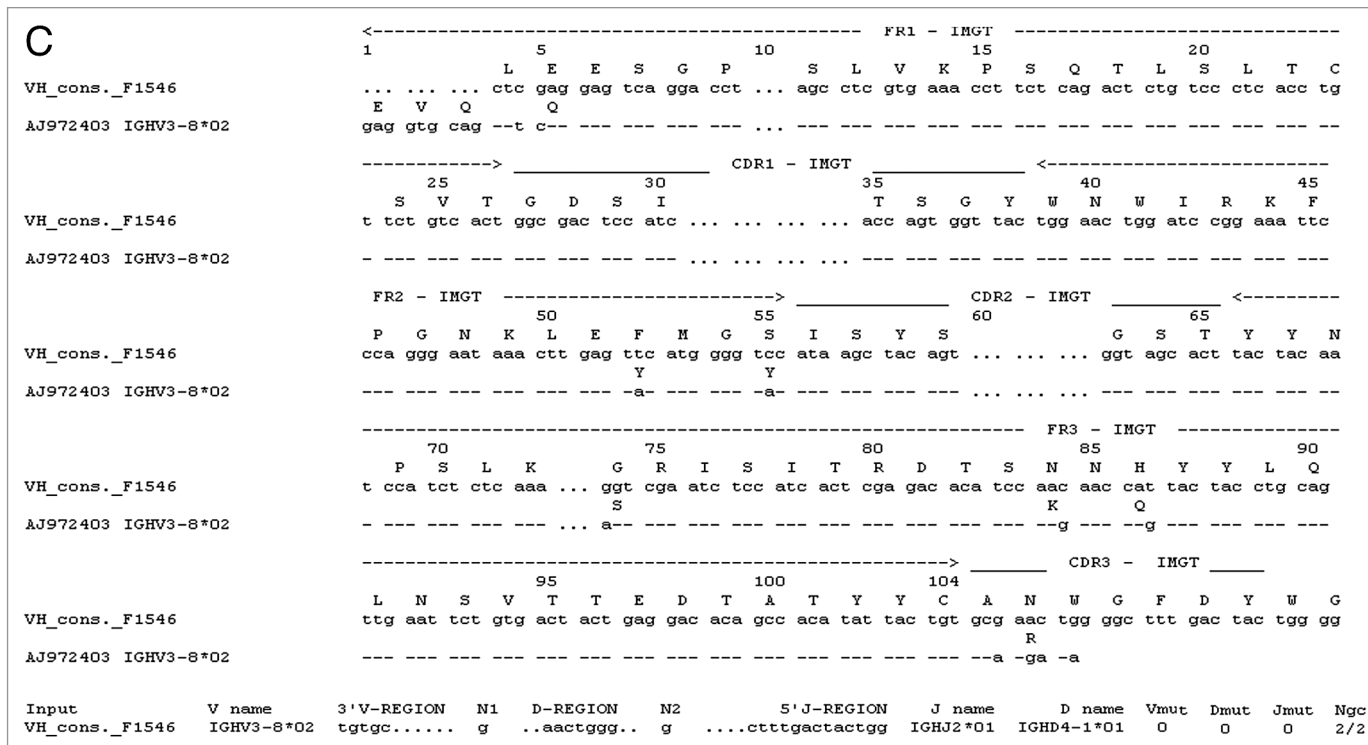 C
<------------------------------------ FR1 - IMGT -----------------------
1 5 10 15 20
L E E S G P S L V K P S Q T L S L T C
VH_cons._F1546 ... ... ... ctc gag gag tca gga cct ... agc ctc gtg aaa cct tct cag act ctg tcc ctc acc tg
E V Q Q
AJ972403 IGHV3-8*02 gag gtg cag --t c-- --- --- --- --- ... --- --- --- --- --- --- --- --- --- --- --- --- --
---------> __________ CDR1 - IMGT ________ <------------------
25 30 35 40 45
S V T G D S I T S G Y W N W I R K F
VH_cons._F1546 t tct gtc act ggc gac tcc atc ... ... ... ... acc agt ggt tac tgg aac tgg atc cgg aaa ttc
AJ972403 IGHV3-8*02 - --- --- --- --- --- --- --- ... ... ... ... --- --- --- --- --- --- --- --- --- --- ---
FR2 - IMGT -------------------> ________ CDR2 - IMGT ______ <------
50 55 60 65
P G N K L E F M G S I S Y S G S T Y Y N
VH_cons._F1546 cca ggg aat aaa ctt gag ttc atg ggg tcc ata agc tac agt ... ... ... ggt agc act tac tac aa
Y Y
AJ972403 IGHV3-8*02 --- --- --- --- --- --- -a- --- --- -a- --- --- --- --- ... ... ... --- --- --- --- --- --
------------------------------------------------- FR3 - IMGT -------------
70 75 80 85 90
P S L K G R I S I T R D T S N N H Y Y L Q
VH_cons._F1546 t cca tct ctc aaa ... ggt cga atc tcc atc act cga gac aca tcc aac aac cat tac tac ctg cag
S K Q
AJ972403 IGHV3-8*02 - --- --- --- --- ... a-- --- --- --- --- --- --- --- --- --- --g --- --g --- --- --- ---
-------------------------------------------> _____ CDR3 - IMGT ____
95 100 104
L N S V T T E D T A T Y Y C A N W G F D Y W G
VH_cons._F1546 ttg aat tct gtg act act gag gac aca gcc aca tat tac tgt gcg aac tgg ggc ttt gac tac tgg gg
R
AJ972403 IGHV3-8*02 --- --- --- --- --- --- --- --- --- --- --- --- --- --- --a -ga --a
Input V name 3'V-REGION N1 D-REGION N2 5'J-REGION J name D name Vmut Dmut Jmut Ngc
VH_cons._F1546 IGHV3-8*02 tgtgc...... g ..aactggg.. g ....ctttgactactgg IGHJ2*01 IGHD4-1*01 0 0 0 2/2